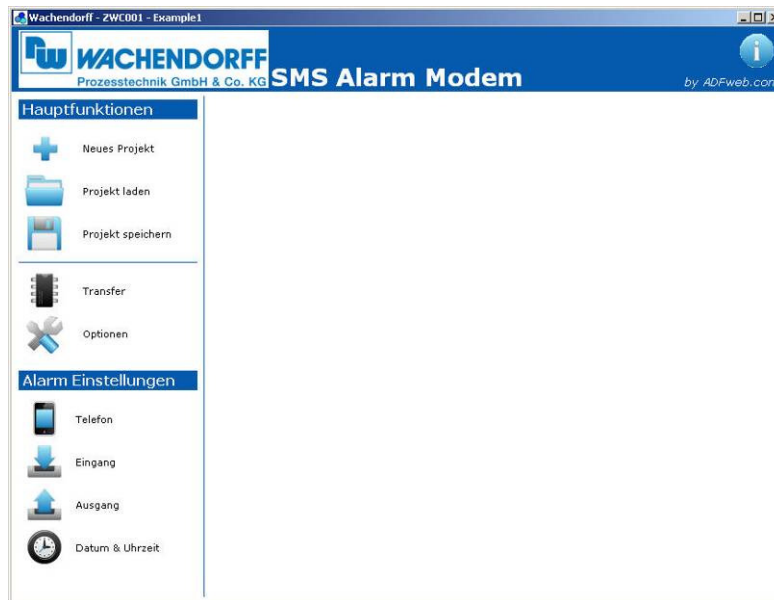 Wachendorff - ZWC001 - Example1
WACHENDORFF
Prozesstechnik GmbH & Co. KG
SMS Alarm Modem
by ADFweb.com
Hauptfunktionen
Neues Projekt
Projekt laden
Projekt speichern
Transfer
Optionen
Alarm Einstellungen
Telefon
Eingang
Ausgang
Datum & Uhrzeit